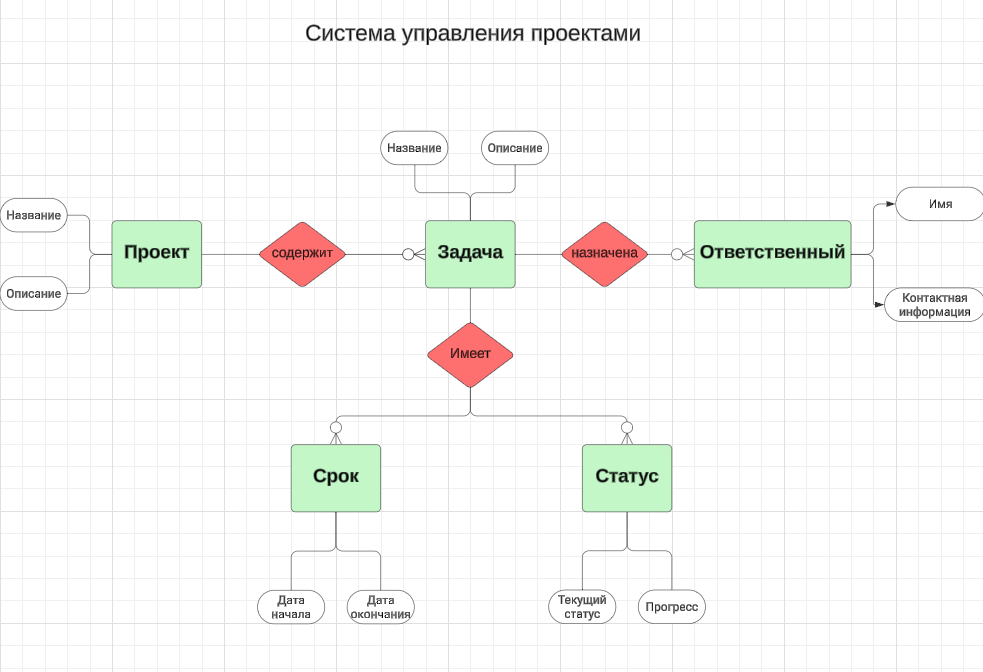 Система управления проектами
Название
Описание
Название
Имя
Проект
содержит
Задача
назначена
Ответственный
Описание
Контактная
информация
Имеет
Срок
Статус
Дата
начала
Дата
окончания
Текущий
статус
Прогресс